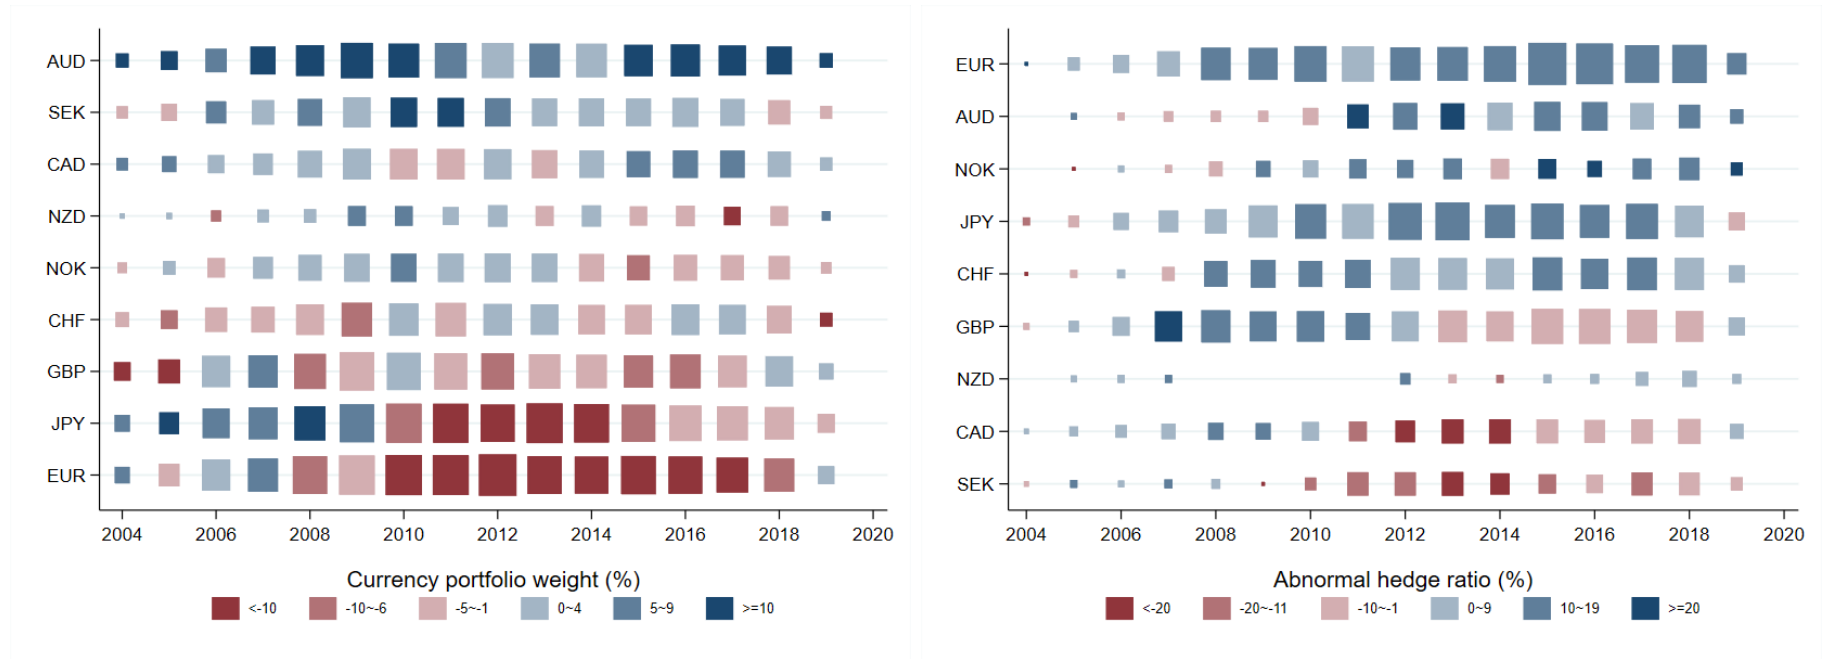 AUD
SEK
CAD
NZD
NOK
CHF
GBP
JPY
EUR
2004 2006 2008 2010 2012 2014 2016 2018 2020
Currency portfolio weight (%)
<-10 -10~-6 -5~-1 0~4 5~9 >=10
EUR
AUD
NOK
JPY
CHF
GBP
NZD
CAD
SEK
2004 2006 2008 2010 2012 2014 2016 2018 2020
Abnormal hedge ratio (%)
<-20 -20~-11 -10~-1 0~9 10~19 >=20